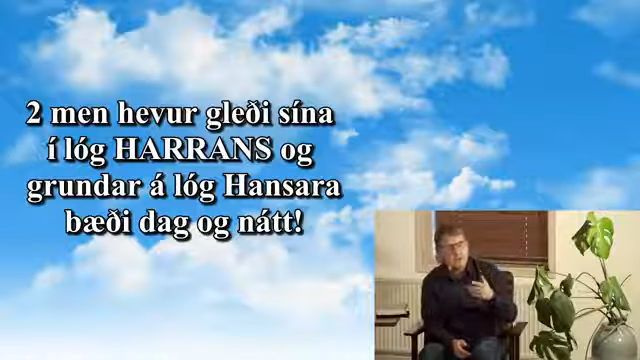 2 men hevur gleði sína
í lóg HARRANS og
grundar á lóg Hansara
bæði dag og nátt!